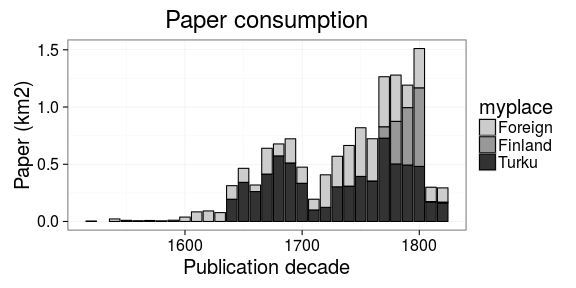 Paper consumption
1.5
1.0
0.5
0.0
Paper (km2)
1600 1700 1800
Publication decade
myplace
Foreign
Finland
Turku